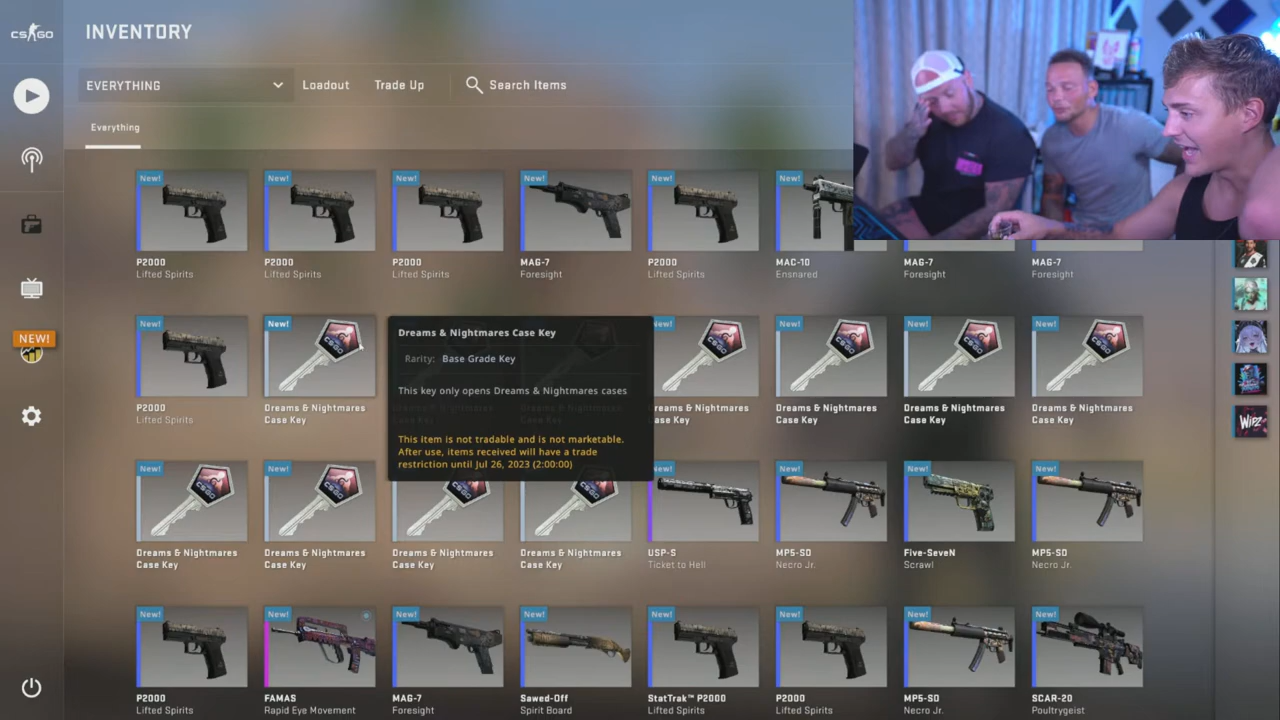 CS GO
INVENTORY
EVERYTHING
Loadout
Trade Up
Search Items
Everything
New!
New!
New!
New!
New!
New!
P2000
Lifted Spirits
P2000
Lifted Spirits
P2000
Lifted Spirits
MAG-7
Foresight
P2000
Lifted Spirits
MAC-10
Ensnared
MAG-7
Foresight
MAG-7
Foresight
NEW!
New!
New!
New!
New!
New!
New!
P2000
Lifted Spirits
Dreams & Nightmares
Case Key
Dreams & Nightmares Case Key
Rarity: Base Grade Key
This key only opens Dreams & Nightmares cases
This item is not tradable and is not marketable.
After use, items received will have a trade
restriction until Jul 26, 2023 (2:00:00)
reams & Nightmares
Case Key
Dreams & Nightmares
Case Key
Dreams & Nightmares
Case Key
Dreams & Nightmares
Case Key
WIPZ
New!
New!
New!
New!
New!
New!
Dreams & Nightmares
Case Key
Dreams & Nightmares
Case Key
Dreams & Nightmares
Case Key
Dreams & Nightmares
Case Key
USP-S
Ticket to Hell
MP5-SD
Necro Jr.
Five-SeveN
Scrawl
MP5-SD
Necro Jr.
New!
New!
New!
New!
New!
New!
New!
New!
P2000
Lifted Spirits
FAMAS
Rapid Eye Movement
MAG-7
Foresight
Sawed-Off
Spirit Board
StatTrak™ P2000
Lifted Spirits
P2000
Lifted Spirits
MP5-SD
Necro Jr.
SCAR-20
Poultrygeist